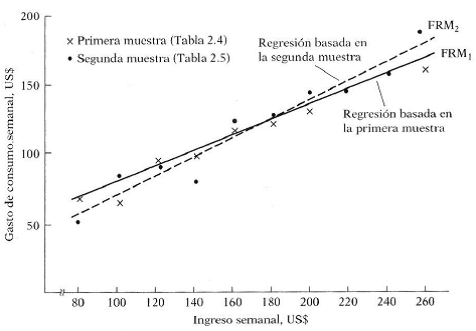 200
150
100
50
Gasto de consumo semanal, US$
× Primera muestra (Tabla 2.4)
• Segunda muestra (Tabla 2.5)
Regresión basada en
la segunda muestra
FRM2
FRM1
Regresión basada en
la primera muestra
80 100 120 140 160 180 200 220 240 260
Ingreso semanal, US$